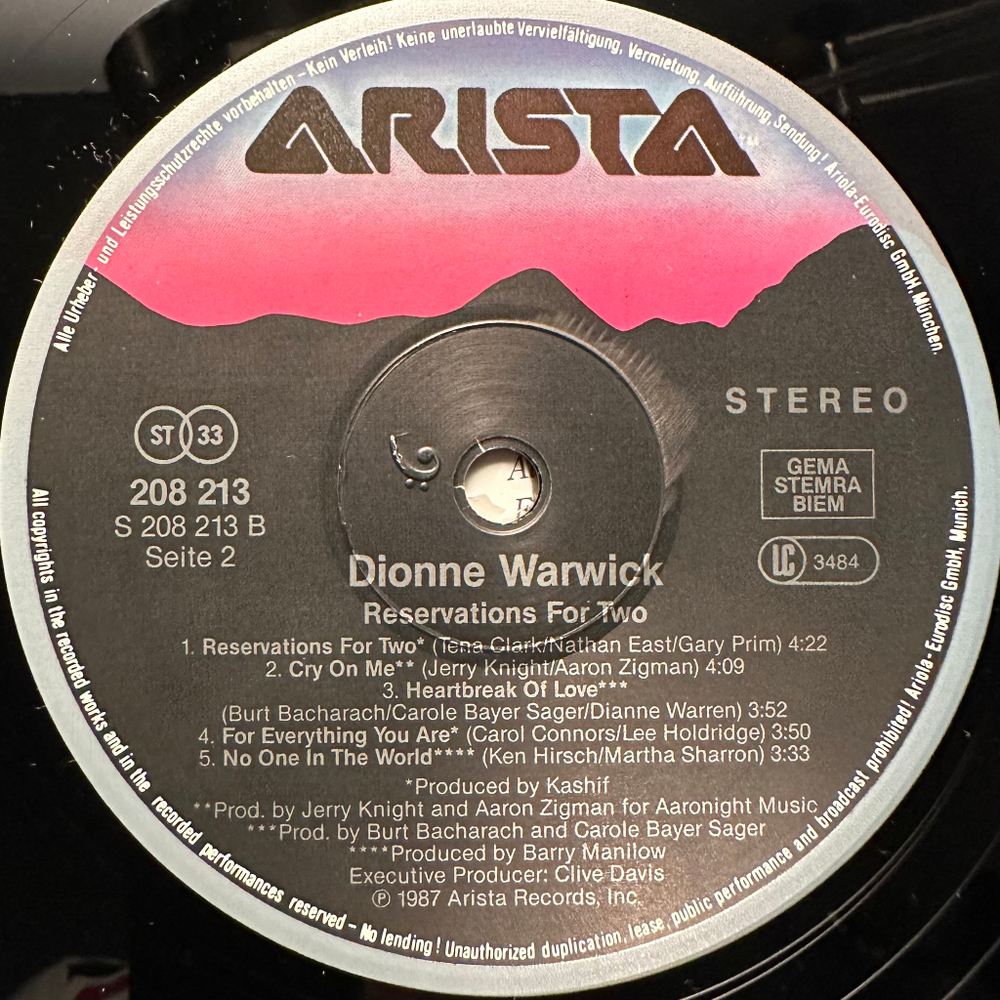 Alle Urheber- und Leistungsschutzrechte vorbehalten – Kein Verleih! Keine unerlaubte Vervielfältigung, Vermietung, Aufführung, Sendung! Ariola-Eurodisc GmbH, München.
ARISTA™
STEREO
ST 33
208 213
S 208 213 B
Seite 2
GEMA
STEMRA
BIEM
LC 3484
Dionne Warwick
Reservations For Two
1. Reservations For Two* (Tena Clark/Nathan East/Gary Prim) 4:22
2. Cry On Me** (Jerry Knight/Aaron Zigman) 4:09
3. Heartbreak Of Love***
(Burt Bacharach/Carole Bayer Sager/Dianne Warren) 3:52
4. For Everything You Are* (Carol Connors/Lee Holdridge) 3:50
5. No One In The World**** (Ken Hirsch/Martha Sharron) 3:33
*Produced by Kashif
**Prod. by Jerry Knight and Aaron Zigman for Aaronight Music
***Prod. by Burt Bacharach and Carole Bayer Sager
****Produced by Barry Manilow
Executive Producer: Clive Davis
℗ 1987 Arista Records, Inc.
All copyrights in the recorded works and in the recorded performances reserved – No lending! Unauthorized duplication, lease, public performance and broadcast prohibited! Ariola-Eurodisc GmbH, Munich.